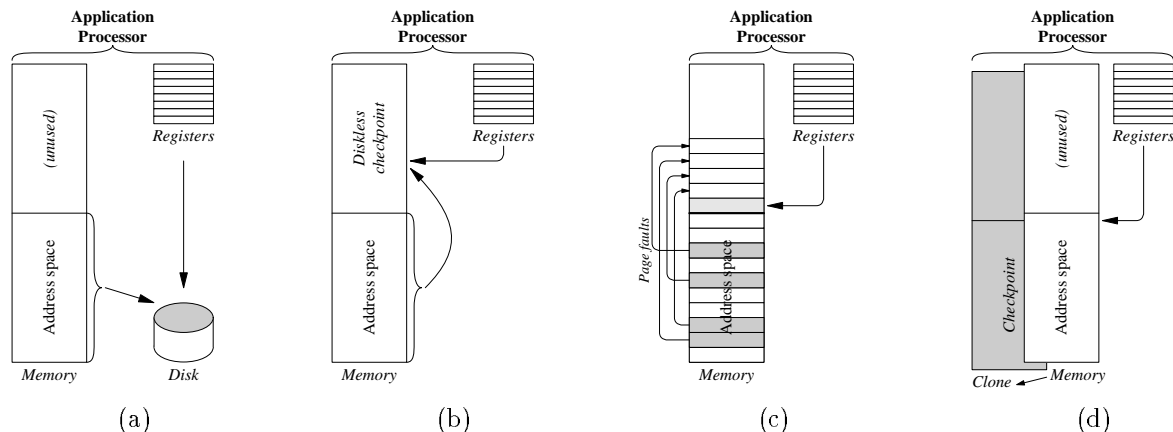 Application
Processor
(unused)
Registers
Address space
Memory
Disk
(a)
Application
Processor
Diskless
checkpoint
Registers
Address space
Memory
(b)
Application
Processor
Registers
Page faults
Address space
Memory
(c)
Application
Processor
(unused)
Registers
Checkpoint
Address space
Clone
Memory
(d)